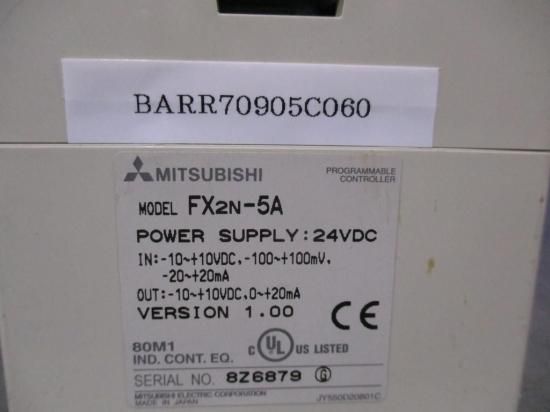 BARR70905C060
MITSUBISHI
PROGRAMMABLE
CONTROLLER
MODEL FX2N-5A
POWER SUPPLY:24VDC
IN:-10~+10VDC,-100~+100mV,
-20~+20mA
OUT:-10~+10VDC,0~+20mA
VERSION 1.00
CE
80M1
IND. CONT. EQ.
C UL US LISTED
SERIAL NO. 8Z6879 G
MITSUBISHI ELECTRIC CORPORATION
MADE IN JAPAN
JY550D20801C